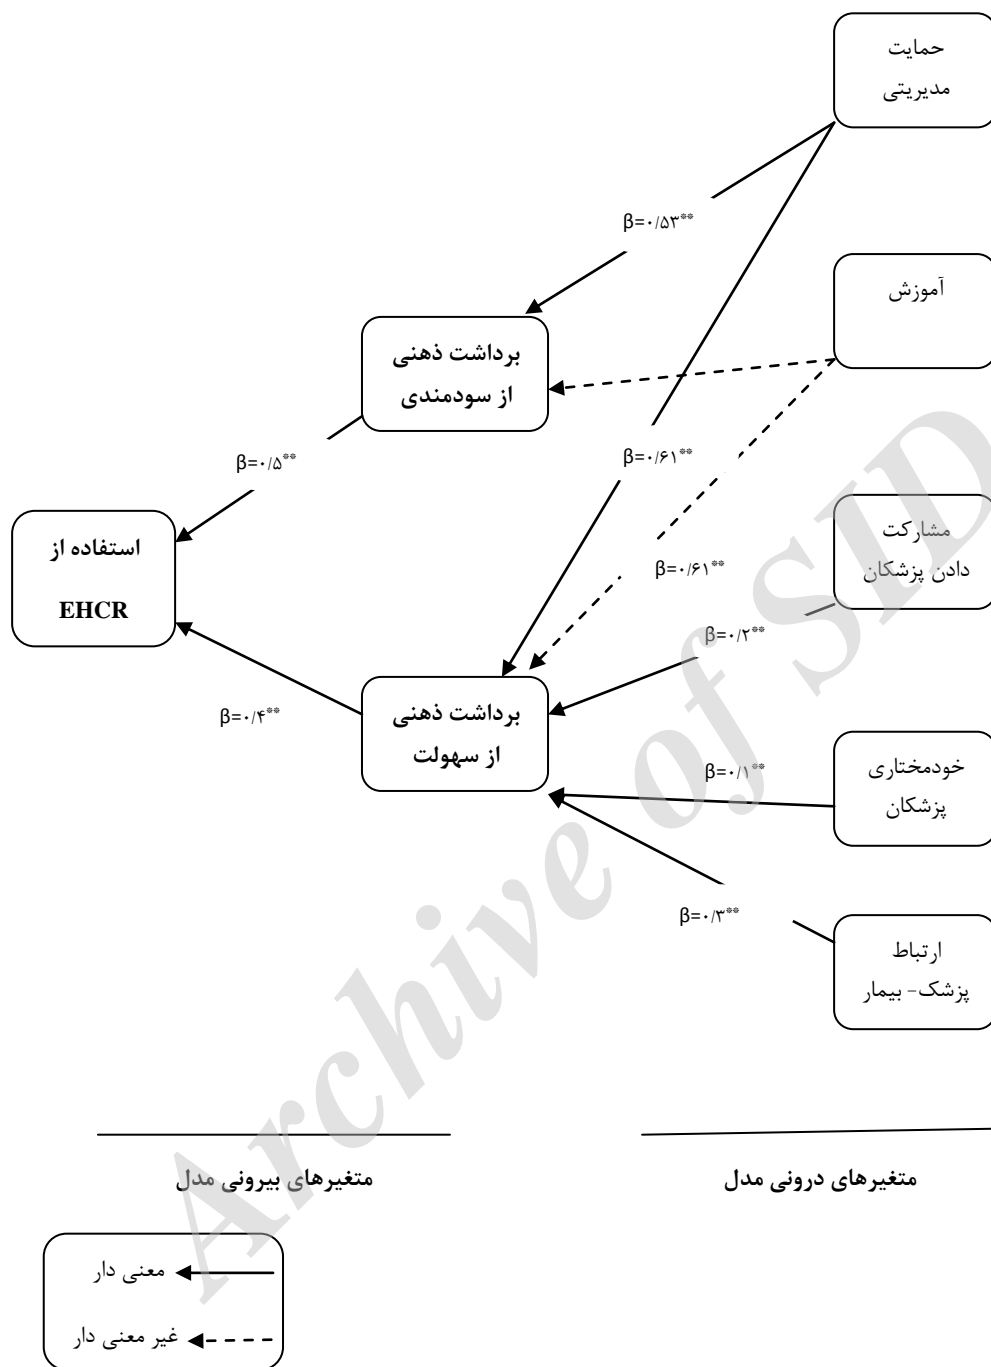 حمایت
مدیریتی
β=۰/۵۳**
آموزش
برداشت ذهنی
از سودمندی
β=۰/۵**
β=۰/۶۱**
استفاده از
EHCR
مشارکت
دادن پزشکان
β=۰/۶۱**
β=۰/۲**
برداشت ذهنی
از سهولت
β=۰/۴**
خودمختاری
پزشکان
β=۰/۱**
β=۰/۳**
ارتباط
پزشک- بیمار
متغیرهای درونی مدل
متغیرهای بیرونی مدل
معنی دار
غیر معنی دار
Archive of SID